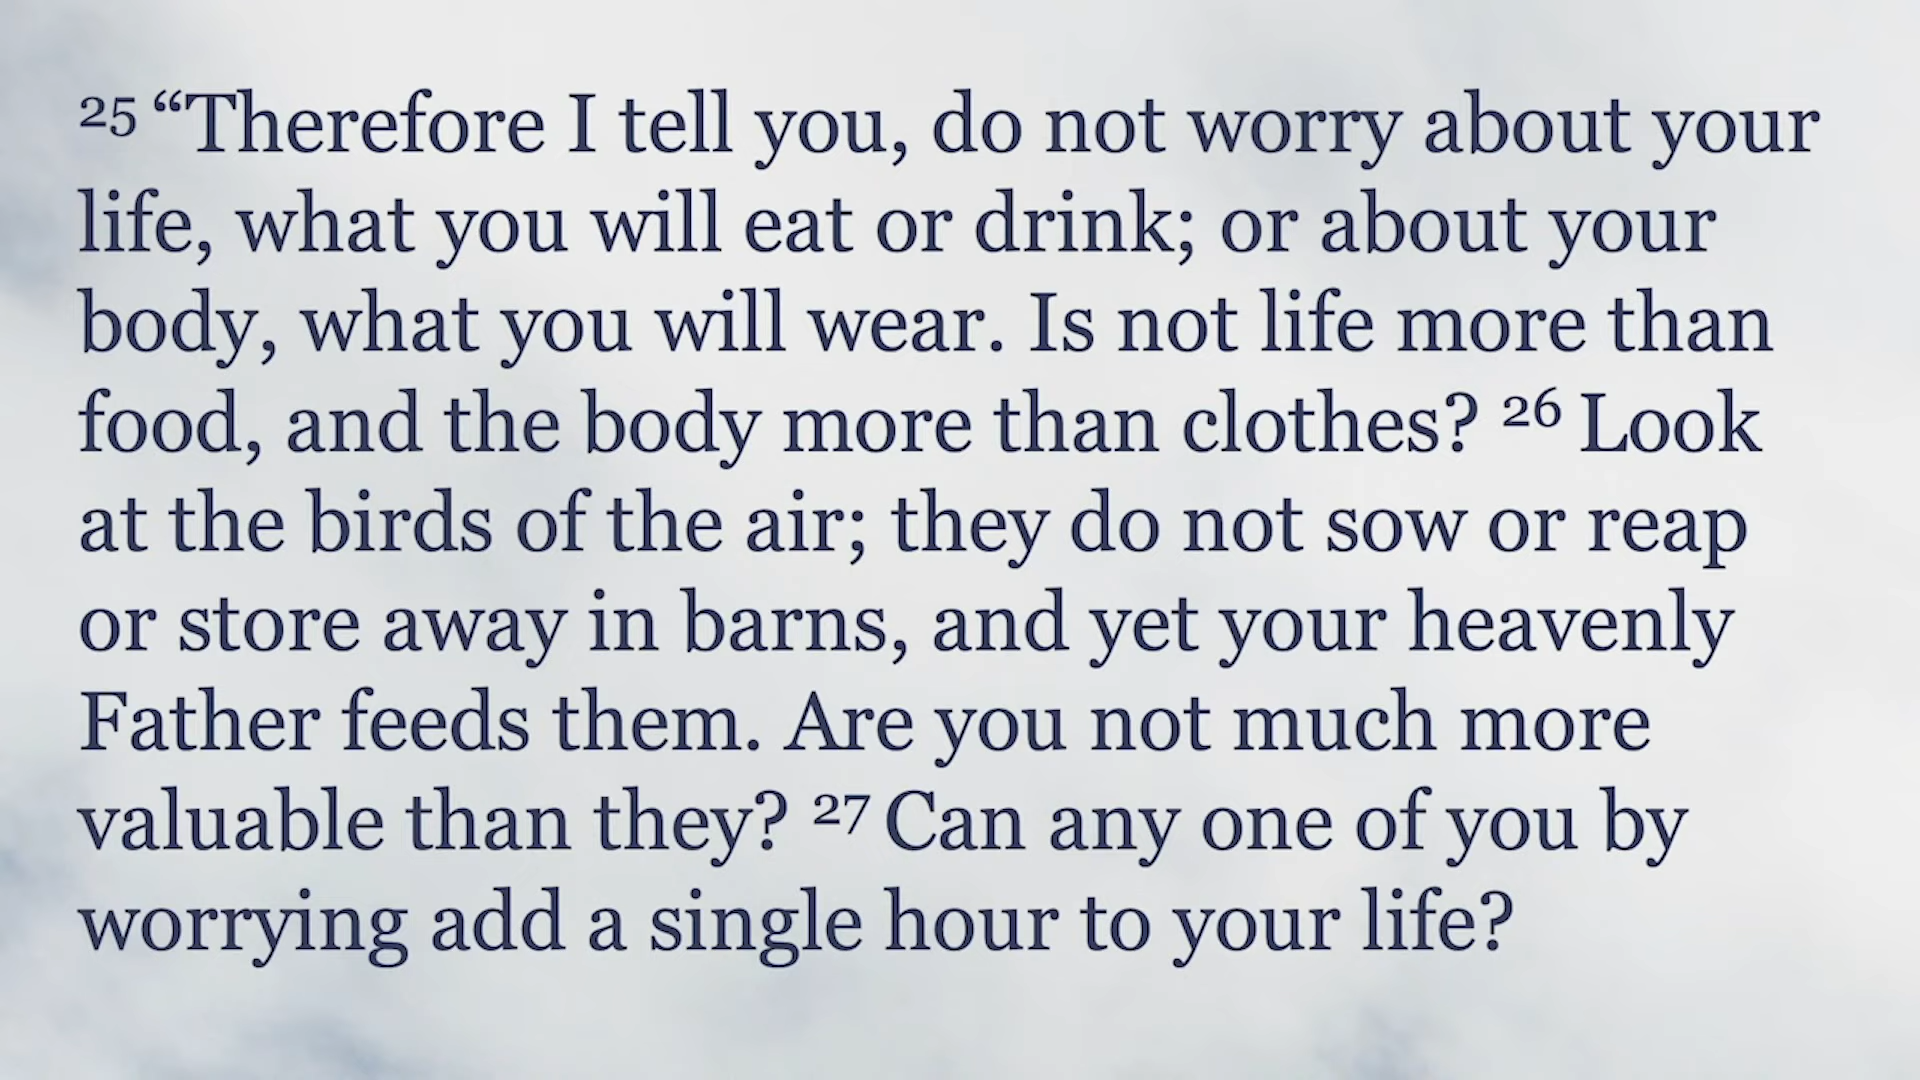 25 “Therefore I tell you, do not worry about your
life, what you will eat or drink; or about your
body, what you will wear. Is not life more than
food, and the body more than clothes? 26 Look
at the birds of the air; they do not sow or reap
or store away in barns, and yet your heavenly
Father feeds them. Are you not much more
valuable than they? 27 Can any one of you by
worrying add a single hour to your life?